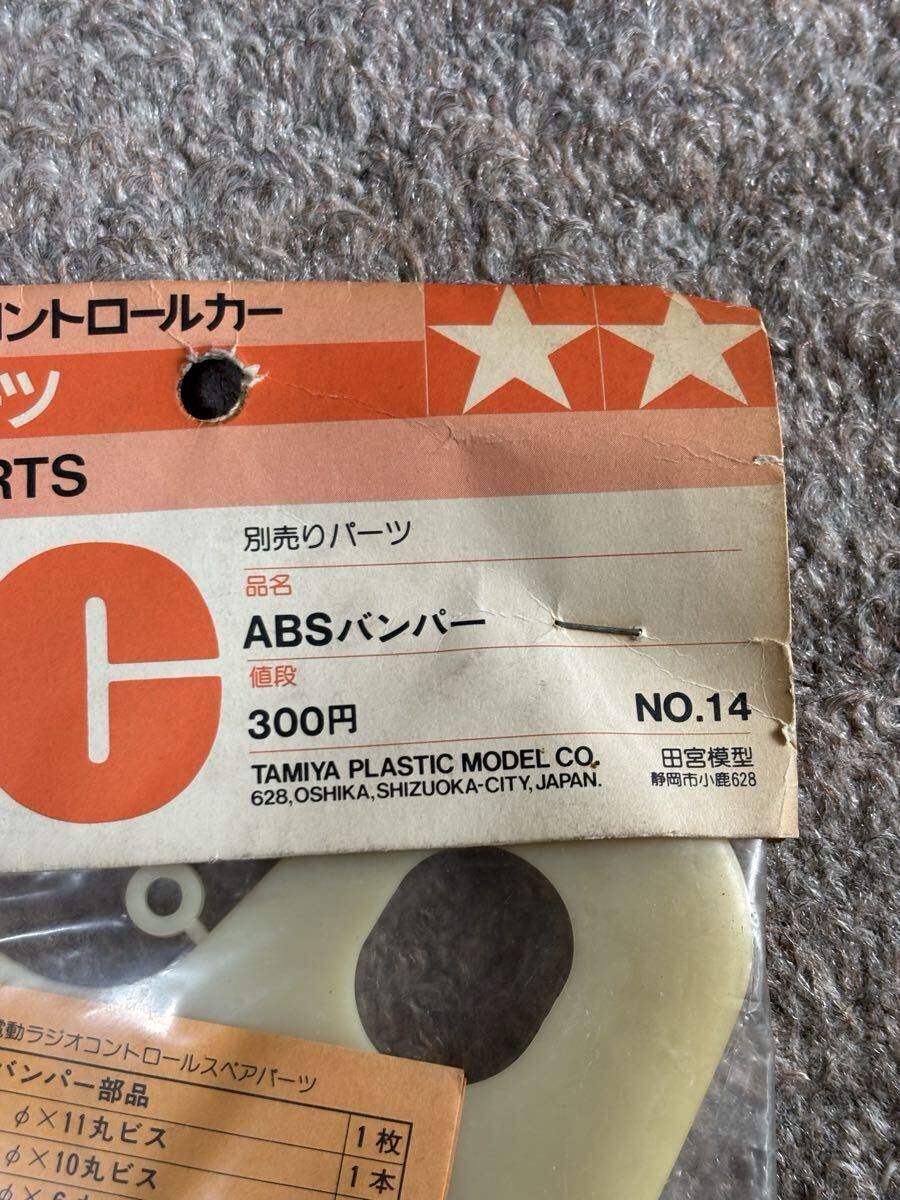 コントロールカー
ーツ
RTS
C
別売りパーツ
品名
ABSバンパー
値段
300円
NO.14
TAMIYA PLASTIC MODEL CO.
田宮模型
628,OSHIKA,SHIZUOKA-CITY,JAPAN.
静岡市小鹿628
電動ラジオコントロールスペアパーツ
バンパー部品
1枚
φ×11丸ビス
1本
φ×10丸ビス